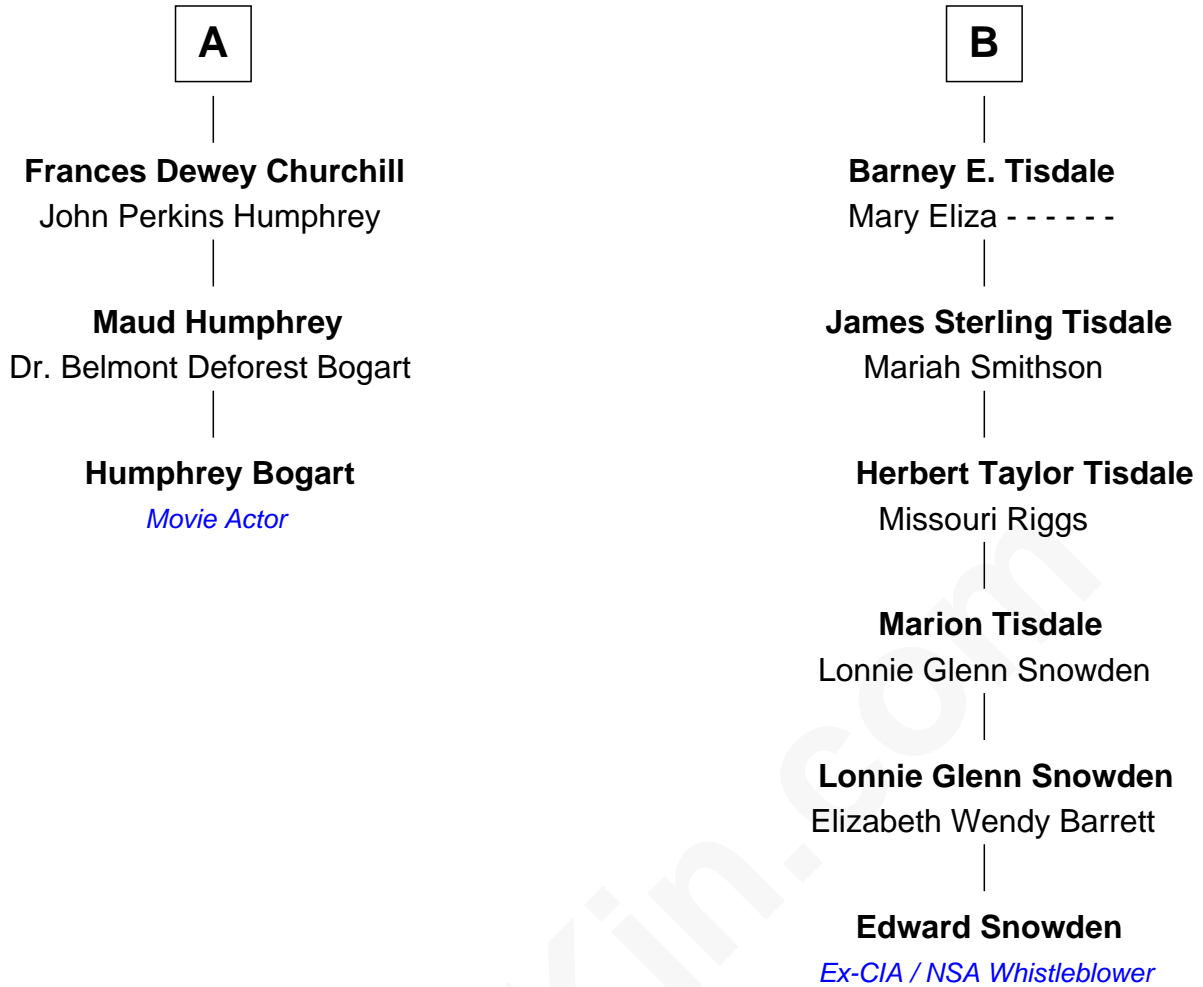 A
Frances Dewey Churchill
John Perkins Humphrey
Maud Humphrey
Dr. Belmont Deforest Bogart
Humphrey Bogart
Movie Actor
B
Barney E. Tisdale
Mary Eliza - - - - - -
James Sterling Tisdale
Mariah Smithson
Herbert Taylor Tisdale
Missouri Riggs
Marion Tisdale
Lonnie Glenn Snowden
Lonnie Glenn Snowden
Elizabeth Wendy Barrett
Edward Snowden
Ex-CIA / NSA Whistleblower